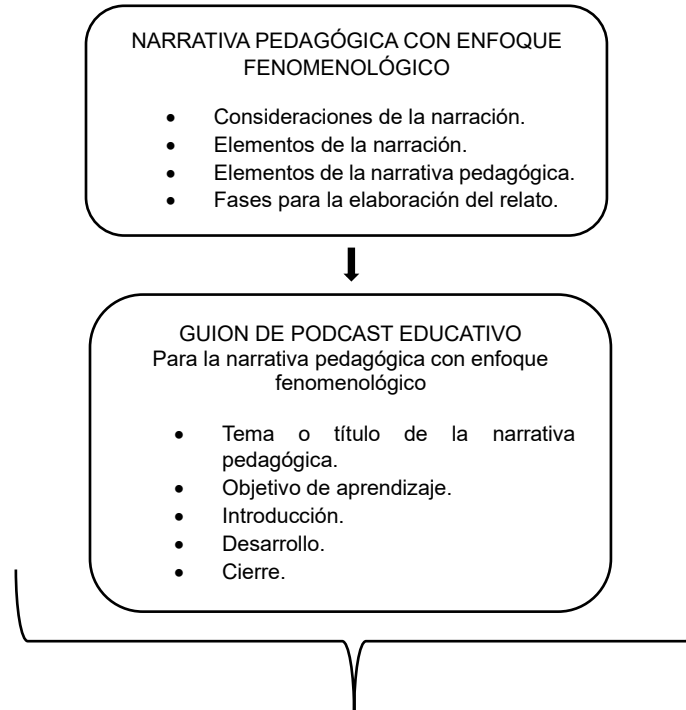 NARRATIVA PEDAGÓGICA CON ENFOQUE
FENOMENOLÓGICO
• Consideraciones de la narración.
• Elementos de la narración.
• Elementos de la narrativa pedagógica.
• Fases para la elaboración del relato.
GUION DE PODCAST EDUCATIVO
Para la narrativa pedagógica con enfoque
fenomenológico
• Tema o título de la narrativa
pedagógica.
• Objetivo de aprendizaje.
• Introducción.
• Desarrollo.
• Cierre.